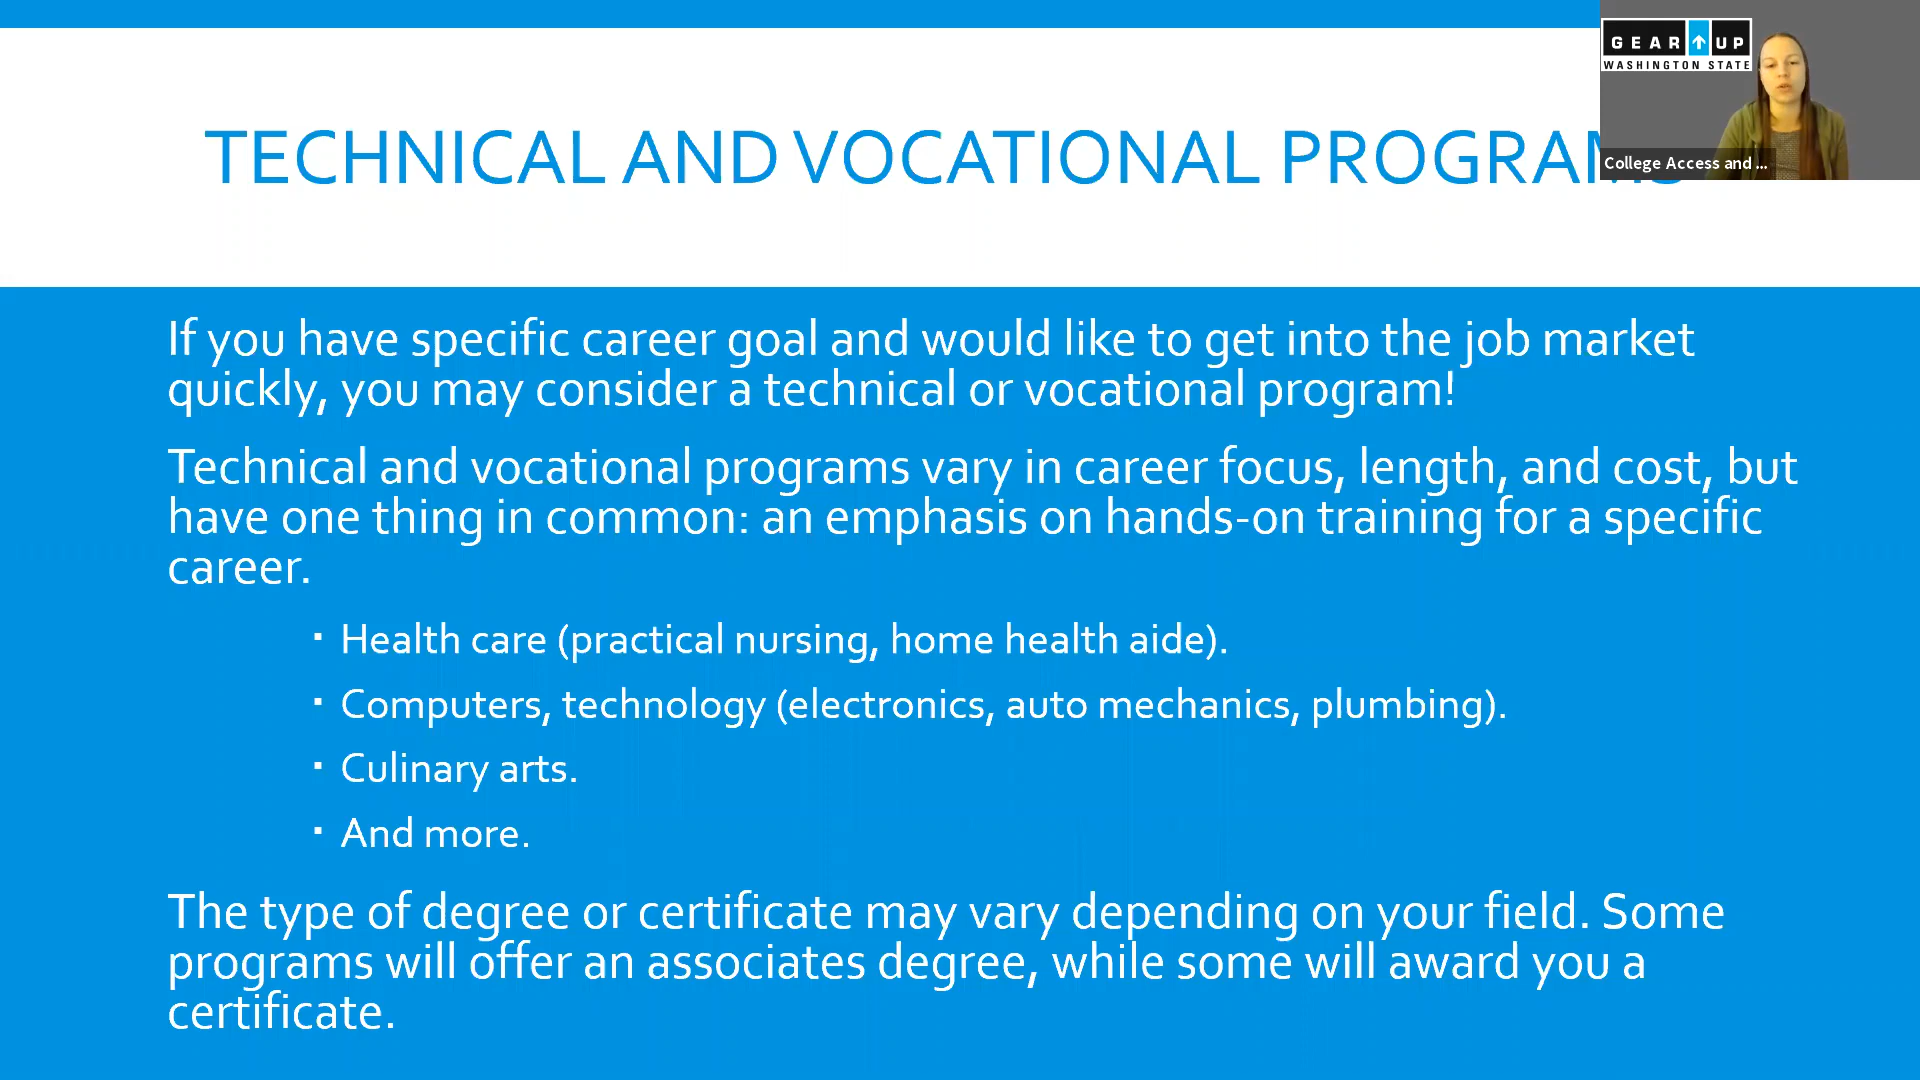 GEAR UP
WASHINGTON STATE
College Access and ...
TECHNICAL AND VOCATIONAL PROGRAMS
If you have specific career goal and would like to get into the job market
quickly, you may consider a technical or vocational program!
Technical and vocational programs vary in career focus, length, and cost, but
have one thing in common: an emphasis on hands-on training for a specific
career.
▪ Health care (practical nursing, home health aide).
▪ Computers, technology (electronics, auto mechanics, plumbing).
▪ Culinary arts.
▪ And more.
The type of degree or certificate may vary depending on your field. Some
programs will offer an associates degree, while some will award you a
certificate.